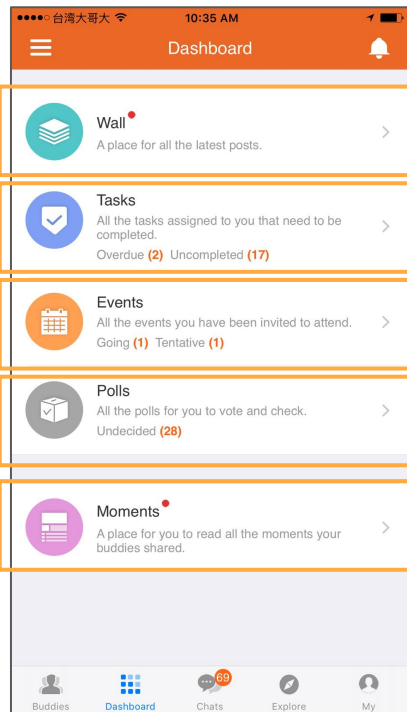 台湾大哥大 10:35 AM
Dashboard
Wall
A place for all the latest posts.
Tasks
All the tasks assigned to you that need to be
completed.
Overdue (2) Uncompleted (17)
Events
All the events you have been invited to attend.
Going (1) Tentative (1)
Polls
All the polls for you to vote and check.
Undecided (28)
Moments
A place for you to read all the moments your
buddies shared.
69
Buddies Dashboard Chats Explore My